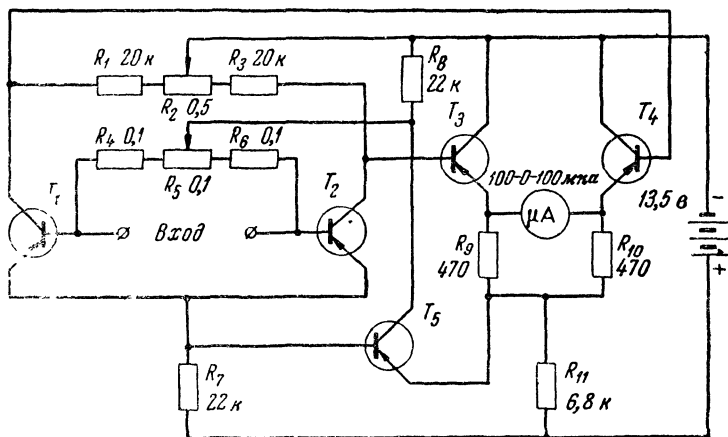 R₁ 20 к
R₃ 20 к
R₂ 0,5
R₈
22 к
R₄ 0,1
R₆ 0,1
R₅ 0,1
T₃
T₄
T₁
T₂
Вход
100-0-100 мка
μA
13,5 в
−
+
R₉
470
R₁₀
470
T₅
R₇
22 к
R₁₁
6,8 к